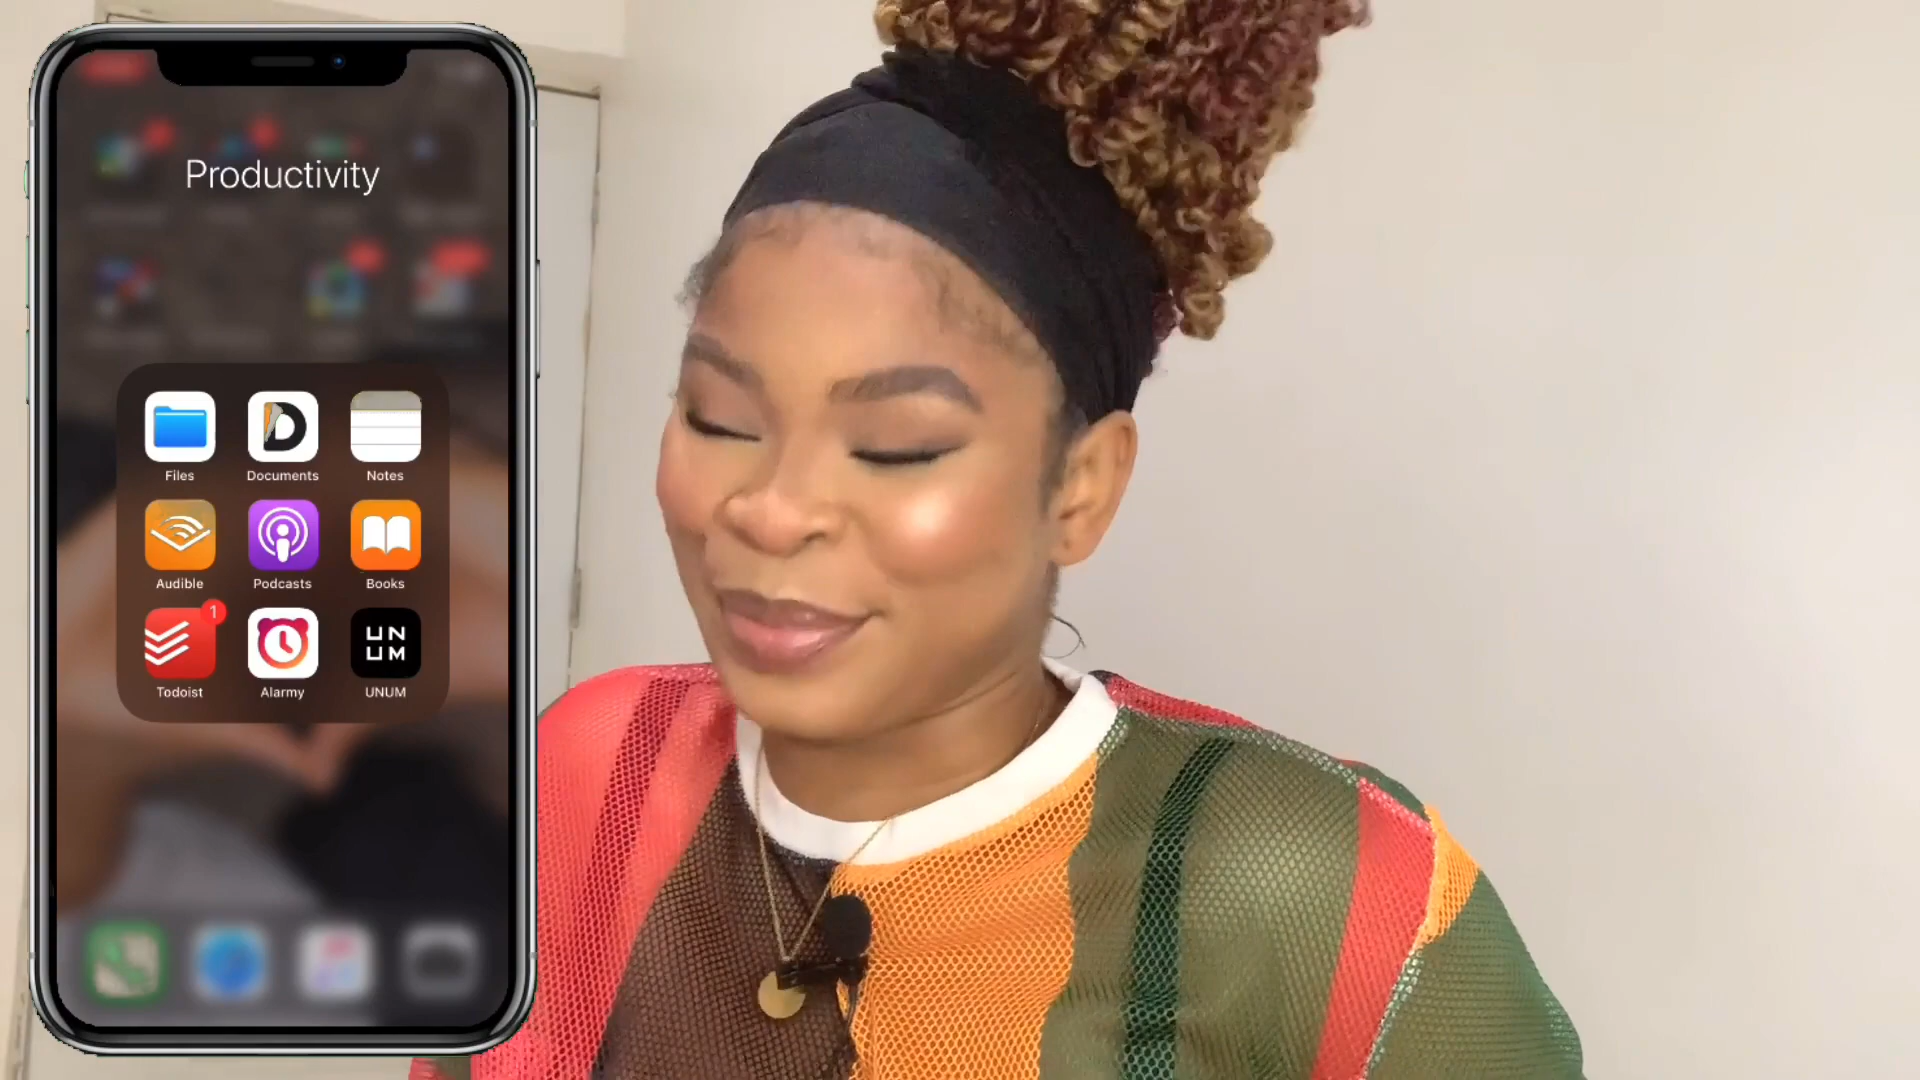 Productivity
Files Documents Notes
Audible Podcasts Books
1
Todoist Alarmy UNUM
UN
UM